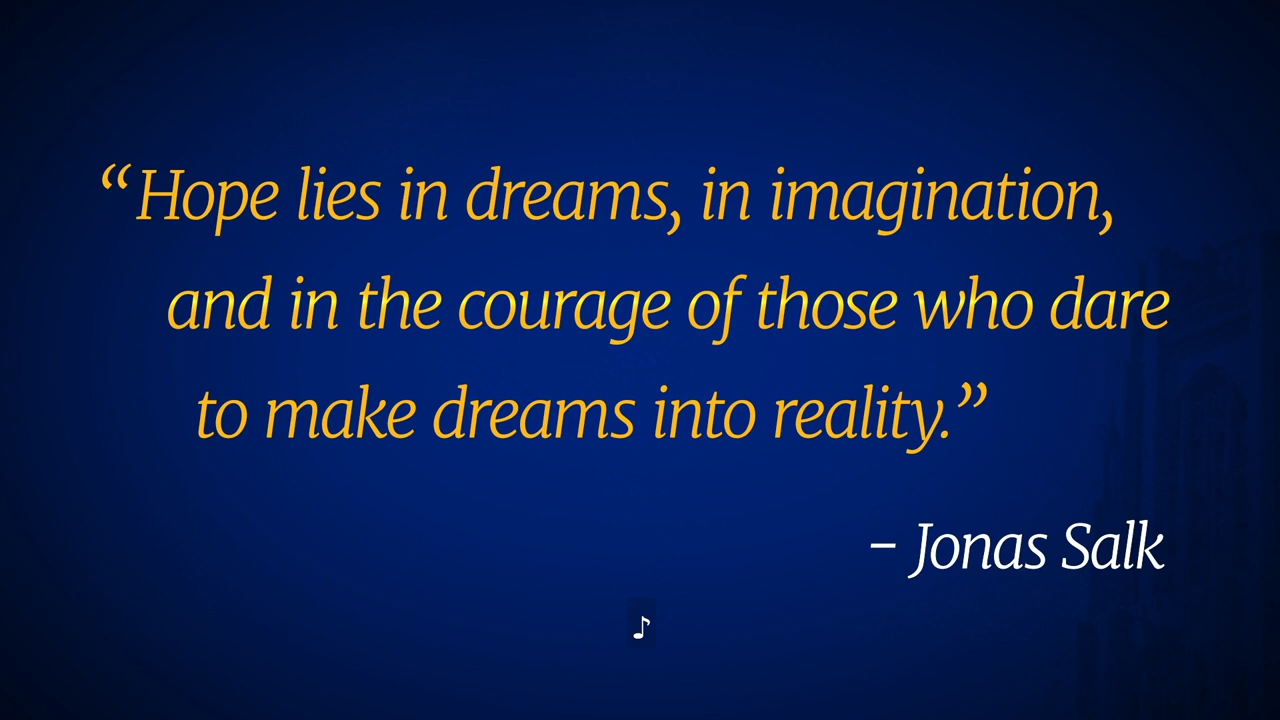 “Hope lies in dreams, in imagination,
and in the courage of those who dare
to make dreams into reality.”
– Jonas Salk
♪